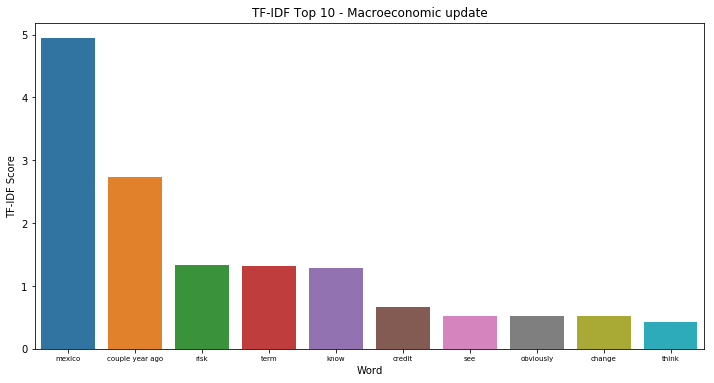 TF-IDF Top 10 - Macroeconomic update
TF-IDF Score
5
4
3
2
1
0
mexico couple year ago risk term know credit see obviously change think
Word